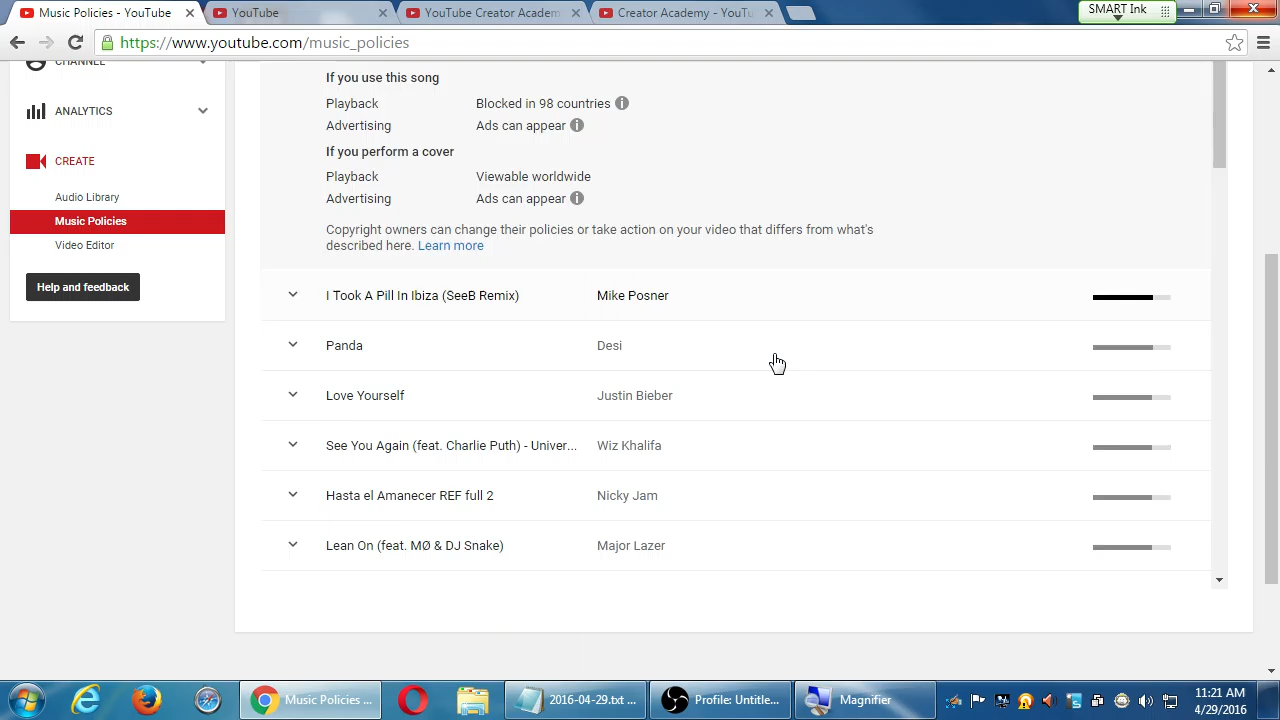 Music Policies - YouTube
YouTube
YouTube Creator Academ
Creator Academy - YouTu
SMART Ink
https://www.youtube.com/music_policies
CHANNEL
ANALYTICS
CREATE
Audio Library
Music Policies
Video Editor
Help and feedback
If you use this song
Playback Blocked in 98 countries
Advertising Ads can appear
If you perform a cover
Playback Viewable worldwide
Advertising Ads can appear
Copyright owners can change their policies or take action on your video that differs from what's
described here. Learn more
I Took A Pill In Ibiza (SeeB Remix) Mike Posner
Panda Desi
Love Yourself Justin Bieber
See You Again (feat. Charlie Puth) - Univer... Wiz Khalifa
Hasta el Amanecer REF full 2 Nicky Jam
Lean On (feat. MØ & DJ Snake) Major Lazer
Music Policies ...
2016-04-29.txt ...
Profile: Untitle...
Magnifier
11:21 AM
4/29/2016